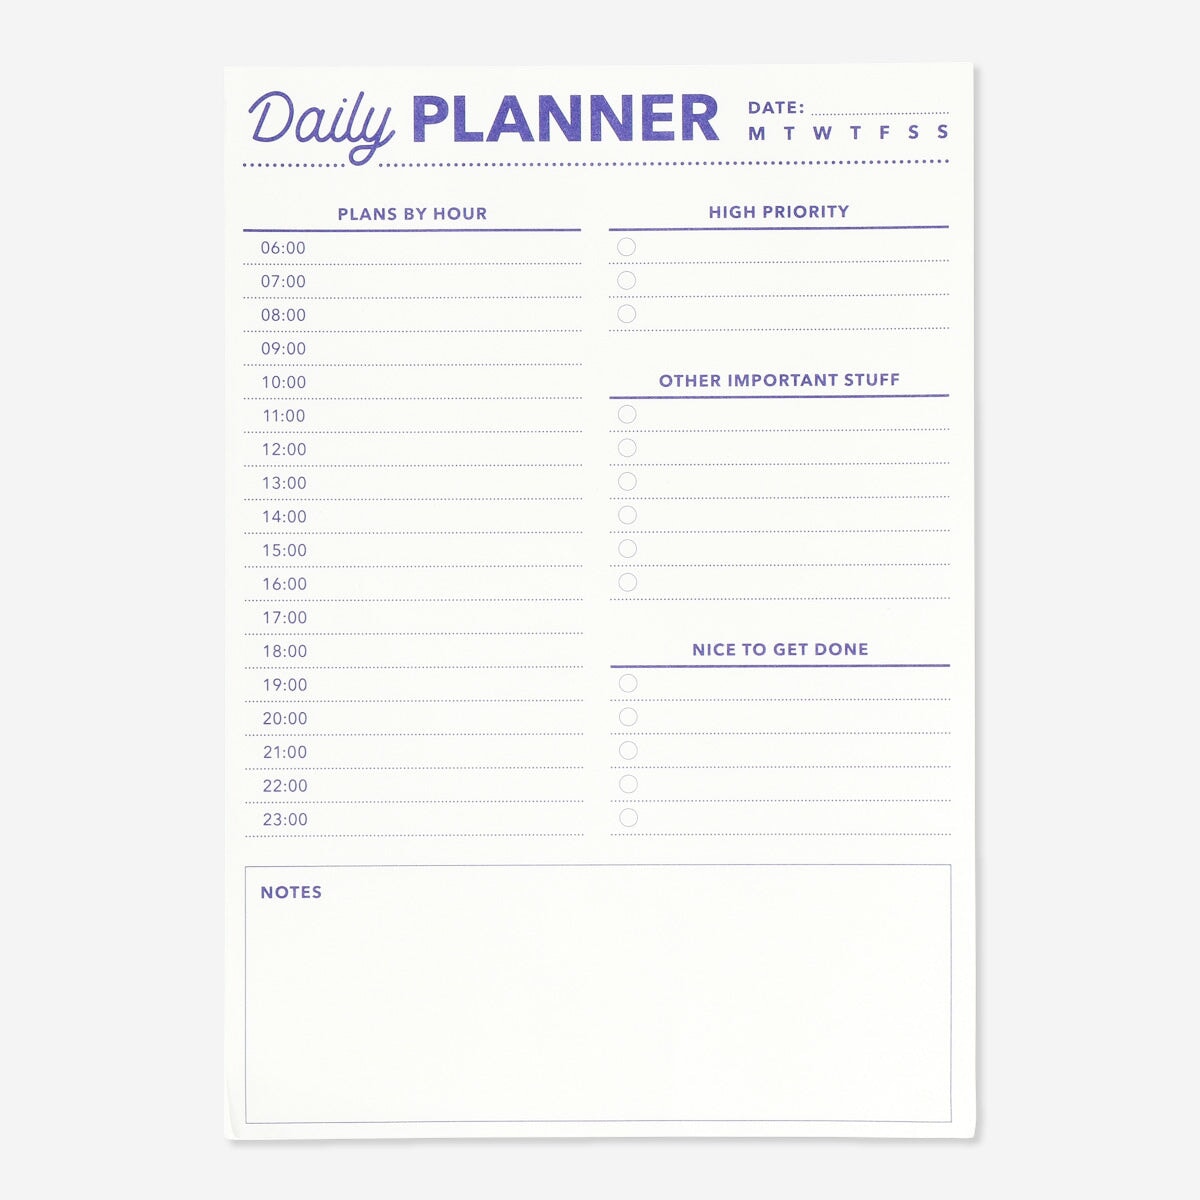 Daily PLANNER
DATE:
M T W T F S S
PLANS BY HOUR
06:00
07:00
08:00
09:00
10:00
11:00
12:00
13:00
14:00
15:00
16:00
17:00
18:00
19:00
20:00
21:00
22:00
23:00
HIGH PRIORITY
OTHER IMPORTANT STUFF
NICE TO GET DONE
NOTES